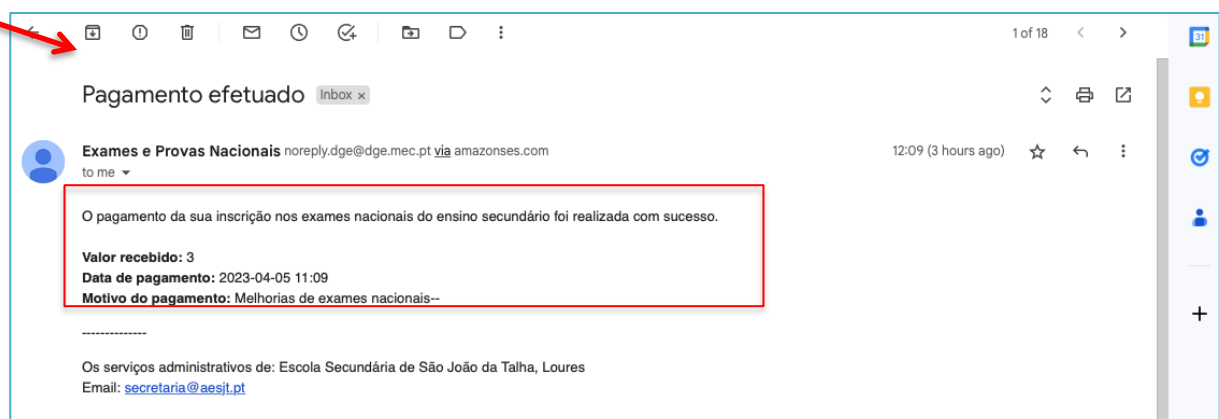 1 of 18
31
Pagamento efetuado Inbox ×
Exames e Provas Nacionais noreply.dge@dge.mec.pt via amazonses.com 12:09 (3 hours ago)
to me
O pagamento da sua inscrição nos exames nacionais do ensino secundário foi realizada com sucesso.
Valor recebido: 3
Data de pagamento: 2023-04-05 11:09
Motivo do pagamento: Melhorias de exames nacionais--
--------------
Os serviços administrativos de: Escola Secundária de São João da Talha, Loures
Email: secretaria@aesjt.pt